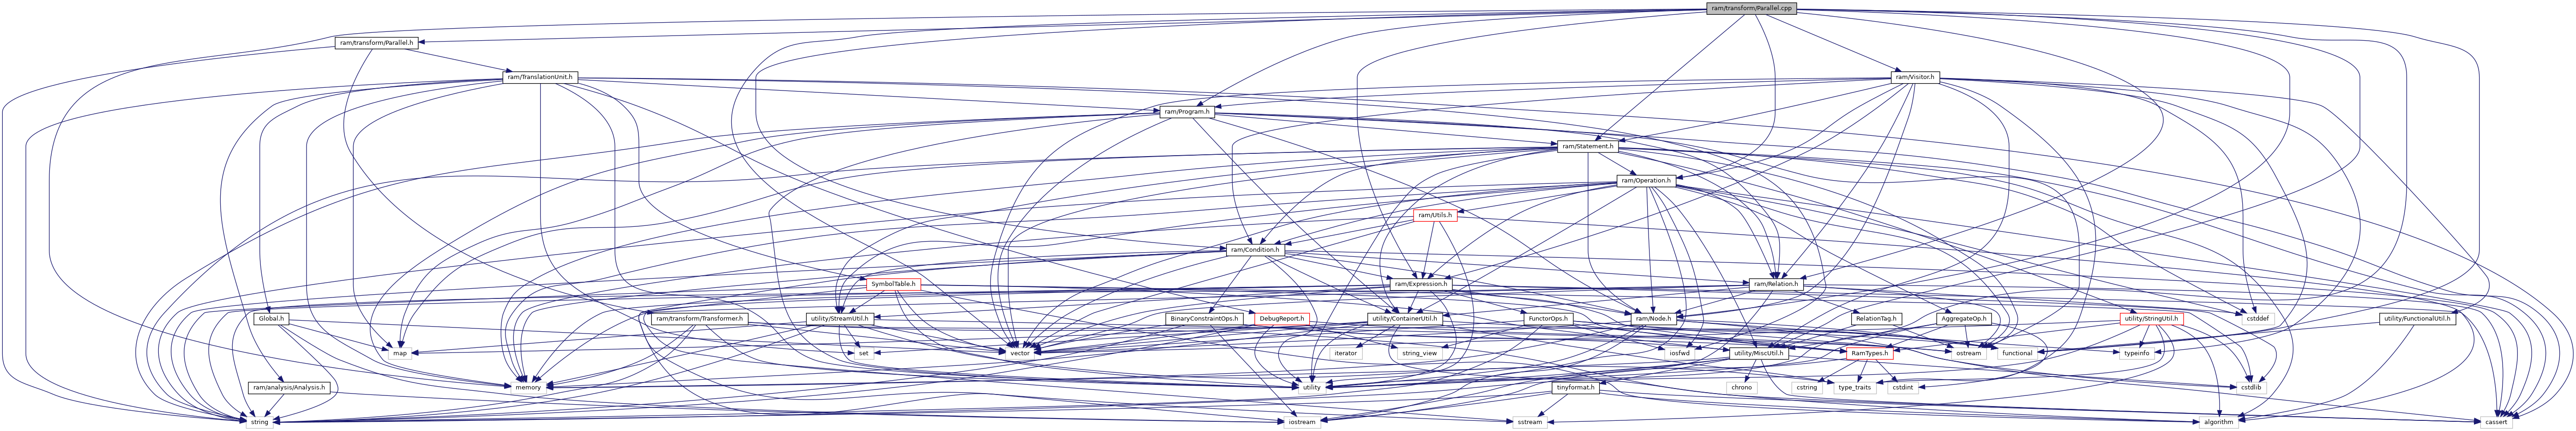 ram/transform/Parallel.cpp
ram/transform/Parallel.h
ram/TranslationUnit.h
ram/Visitor.h
ram/Program.h
ram/Statement.h
ram/Operation.h
ram/Utils.h
ram/Condition.h
SymbolTable.h
ram/Expression.h
ram/Relation.h
Global.h
ram/transform/Transformer.h
utility/StreamUtil.h
BinaryConstraintOps.h
DebugReport.h
utility/ContainerUtil.h
FunctorOps.h
ram/Node.h
RelationTag.h
AggregateOp.h
utility/StringUtil.h
cstddef
utility/FunctionalUtil.h
map
set
vector
iterator
string_view
utility/MiscUtil.h
iosfwd
RamTypes.h
ostream
functional
typeinfo
ram/analysis/Analysis.h
memory
utility
tinyformat.h
chrono
cstring
type_traits
cstdint
cstdlib
string
iostream
sstream
algorithm
cassert